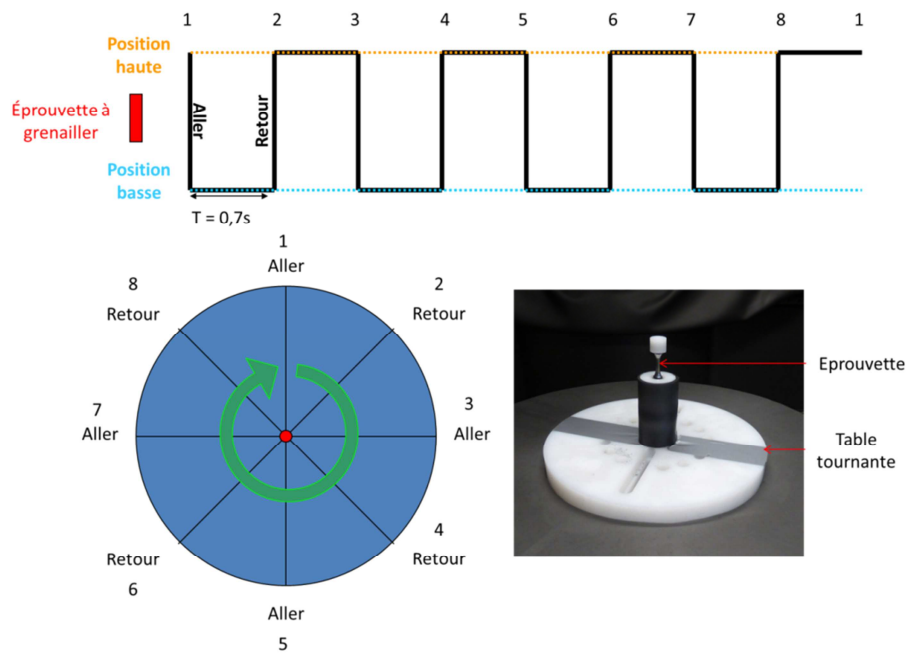 1 2 3 4 5 6 7 8 1
Position
haute
Éprouvette à
grenailler
Aller
Retour
Position
basse
T = 0,7s
1
Aller
8
Retour
2
Retour
7
Aller
3
Aller
4
Retour
Retour
6
Aller
5
Eprouvette
Table
tournante